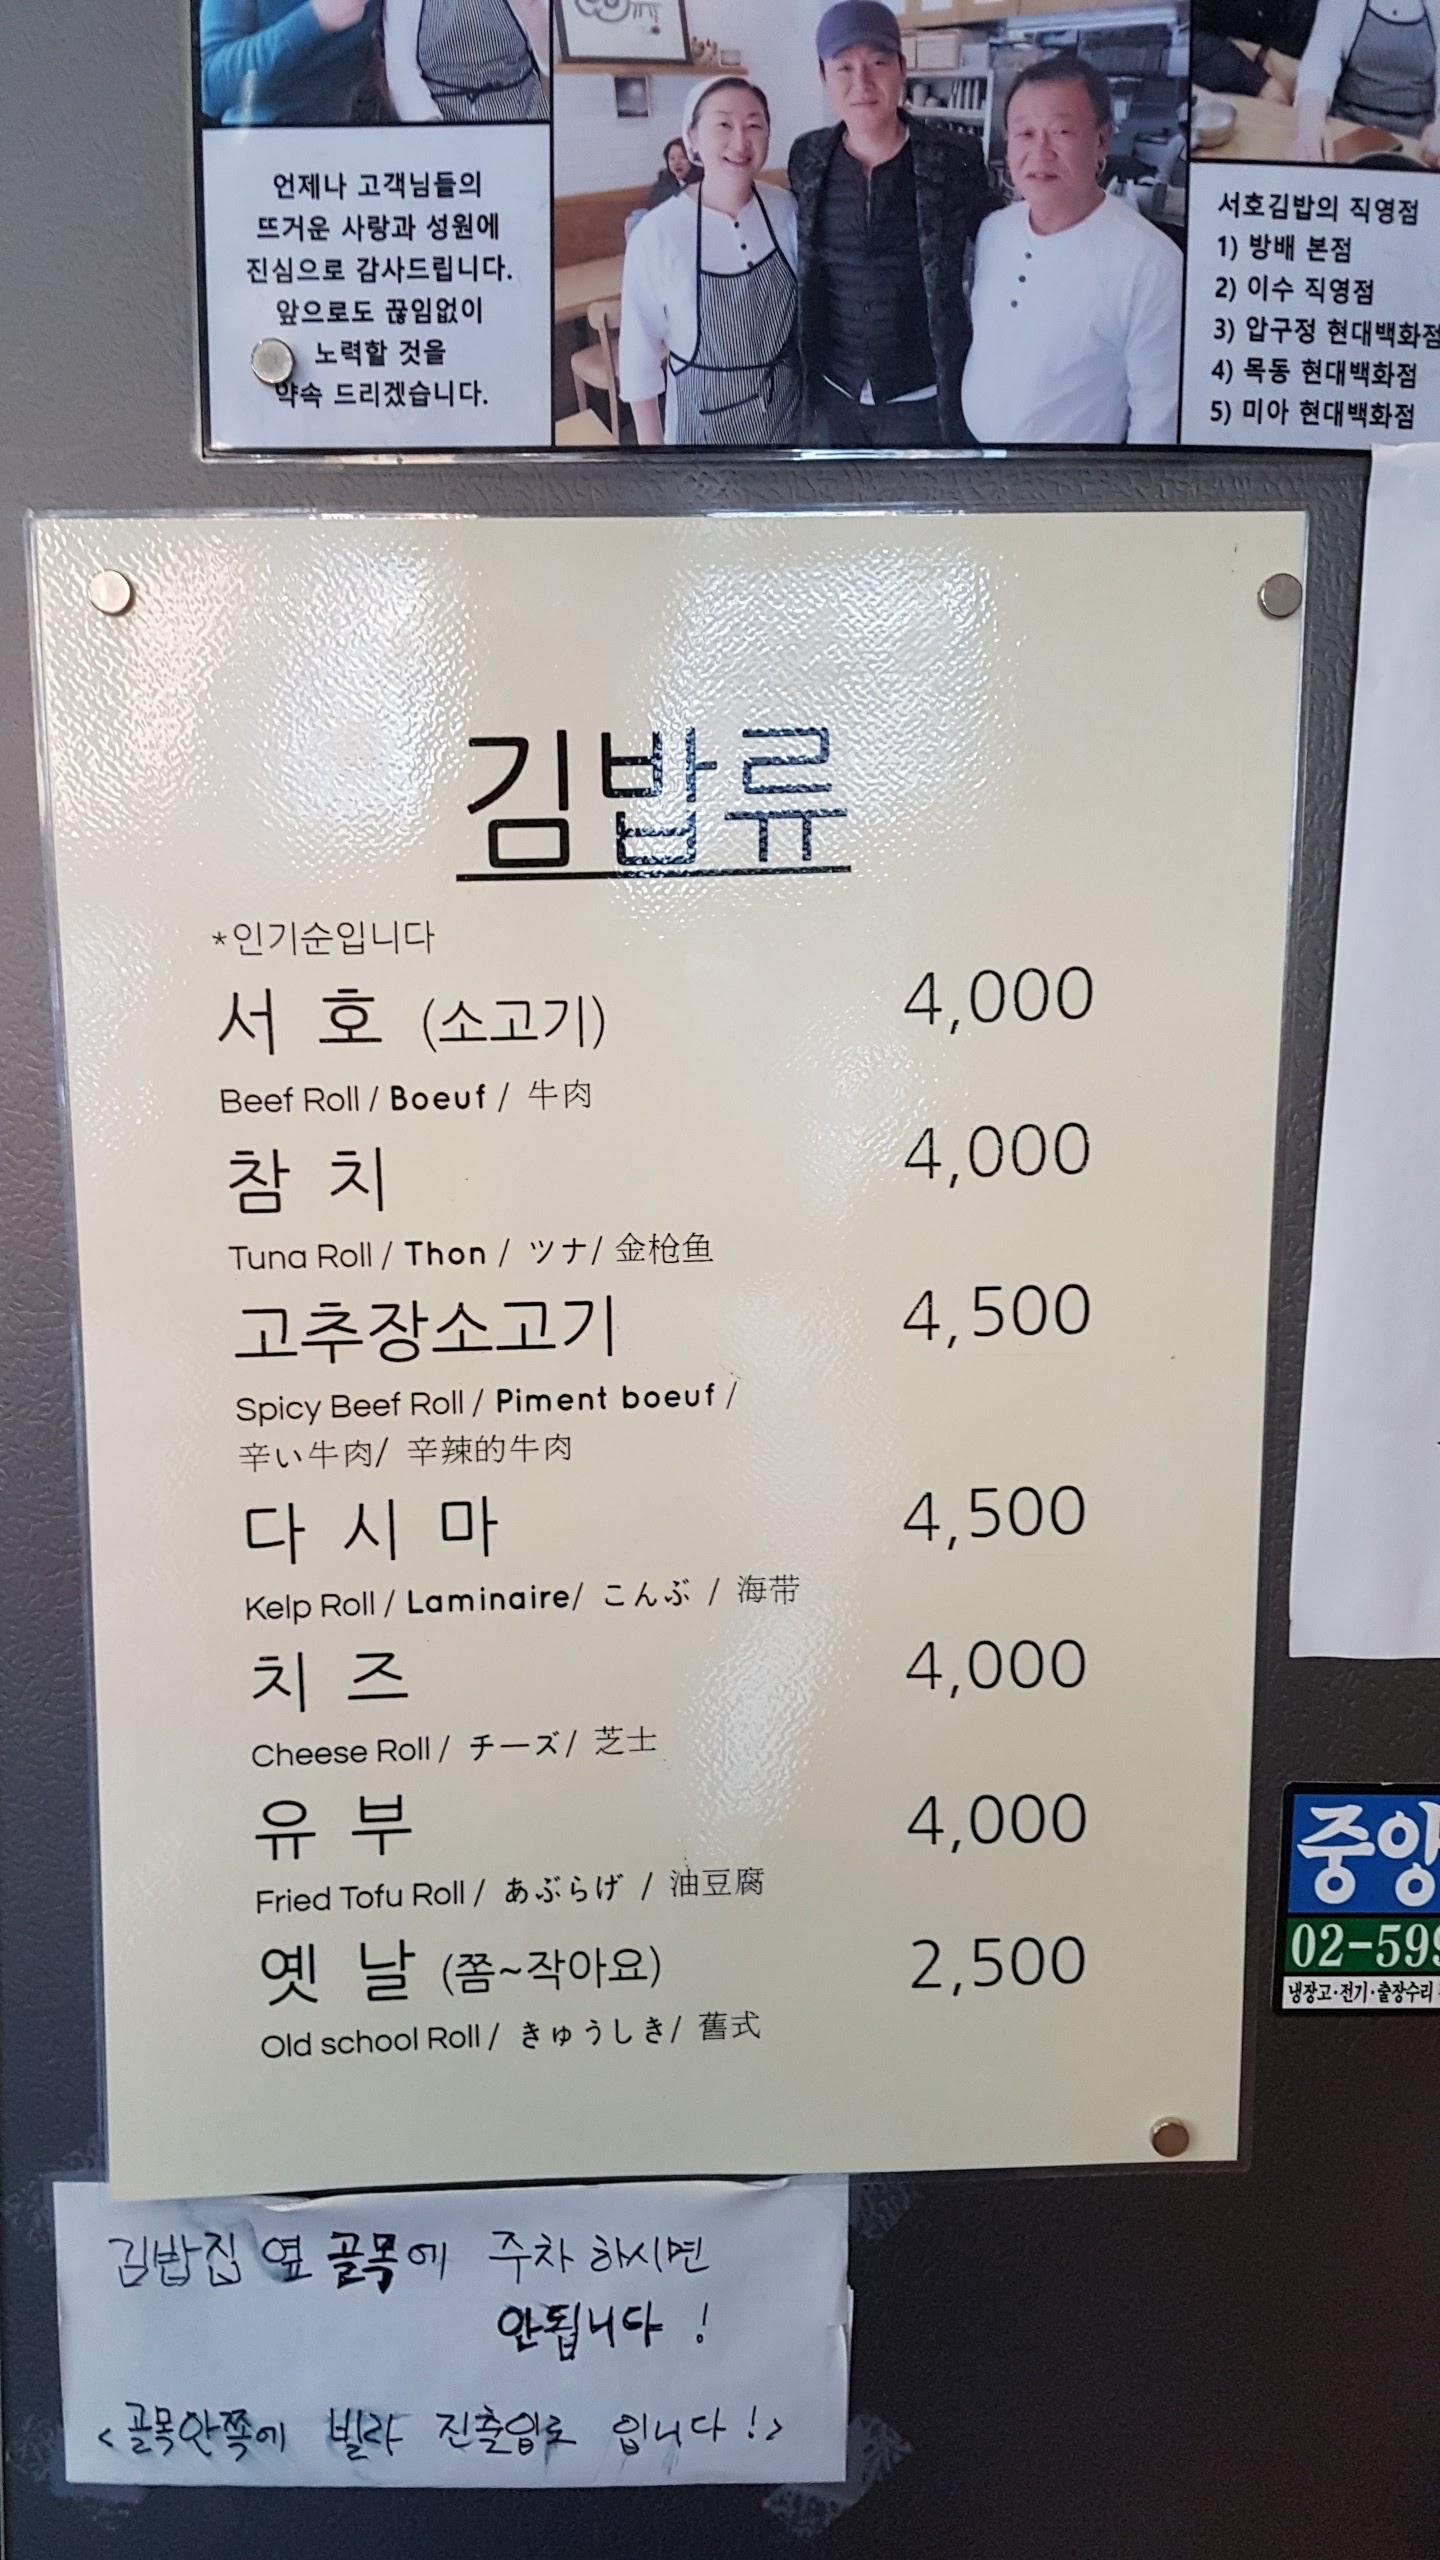 언제나 고객님들의
뜨거운 사랑과 성원에
진심으로 감사드립니다.
앞으로도 끊임없이
노력할 것을
약속 드리겠습니다.
서호김밥의 직영점
1) 방배 본점
2) 이수 직영점
3) 압구정 현대백화점
4) 목동 현대백화점
5) 미아 현대백화점
김밥류
*인기순입니다
서 호 (소고기) 4,000
Beef Roll / Boeuf / 牛肉
참 치 4,000
Tuna Roll / Thon / ツナ/ 金枪鱼
고추장소고기 4,500
Spicy Beef Roll / Piment boeuf /
辛い牛肉/ 辛辣的牛肉
다 시 마 4,500
Kelp Roll / Laminaire/ こんぶ / 海带
치 즈 4,000
Cheese Roll / チーズ/ 芝士
유 부 4,000
Fried Tofu Roll / あぶらげ / 油豆腐
옛 날 (쫌~작아요) 2,500
Old school Roll / きゅうしき/ 舊式
김밥집 옆 골목에 주차 하시면
안됩니다 !
<골목안쪽에 빌라 진출입로 입니다!>
중앙
02-599
냉장고·전기·출장수리